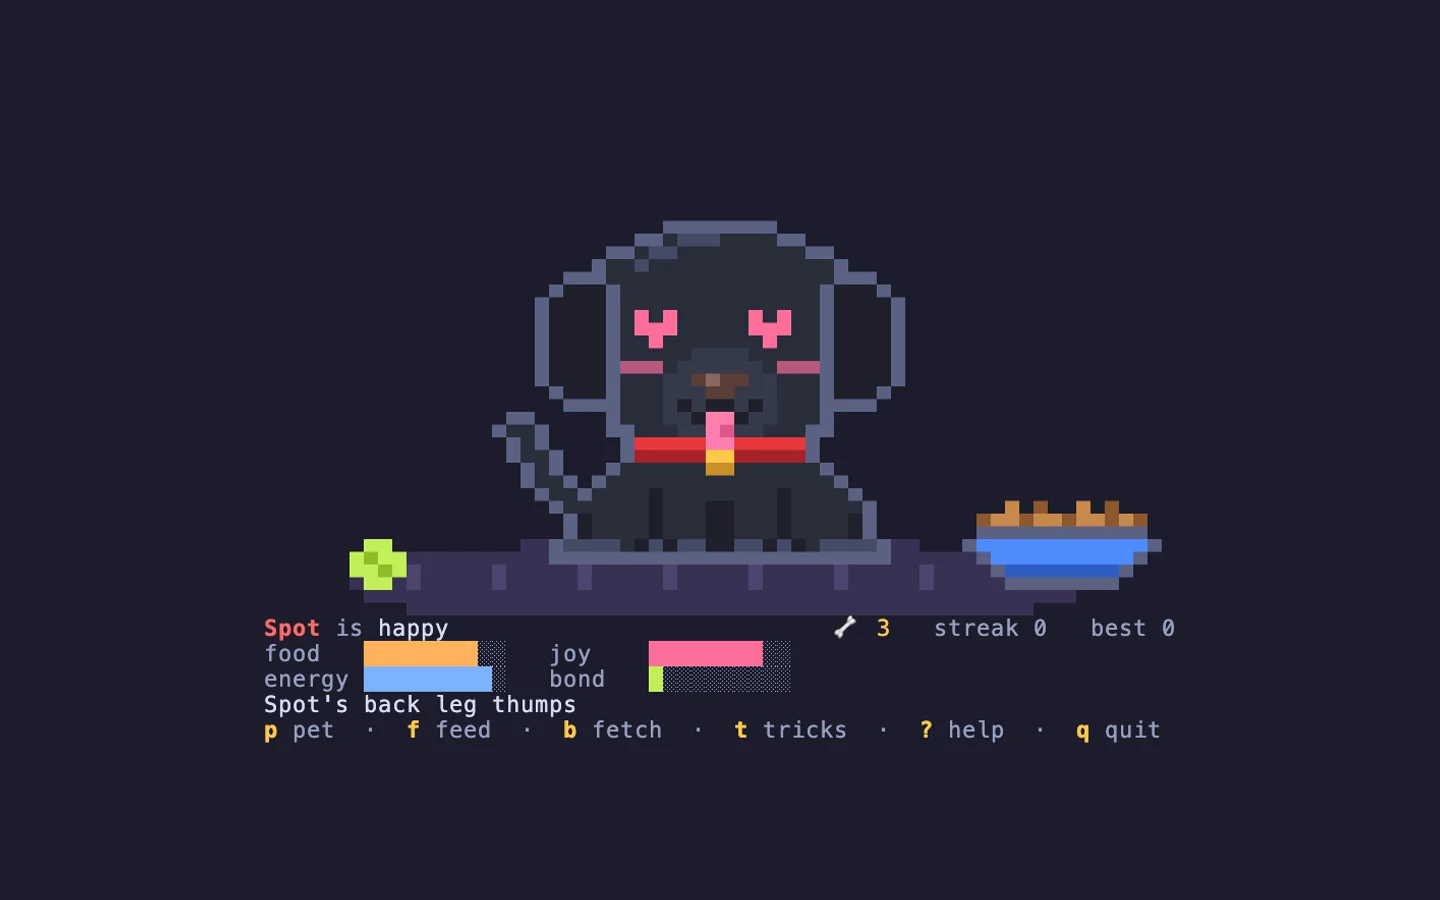 Spot is happy 3 streak 0 best 0
food joy
energy bond
Spot's back leg thumps
p pet · f feed · b fetch · t tricks · ? help · q quit